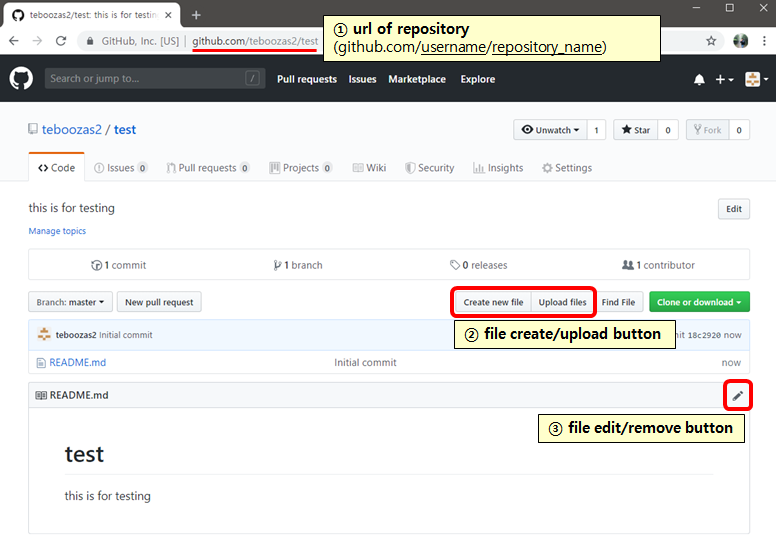 teboozas2/test: this is for testin
① url of repository
(github.com/username/repository_name)
GitHub, Inc. [US] | github.com/teboozas2/test
Search or jump to... /
Pull requests Issues Marketplace Explore
teboozas2 / test
Unwatch 1 Star 0 Fork 0
Code Issues 0 Pull requests 0 Projects 0 Wiki Security Insights Settings
this is for testing
Edit
Manage topics
1 commit 1 branch 0 releases 1 contributor
Branch: master New pull request Create new file Upload files Find File Clone or download
② file create/upload button
teboozas2 Initial commit 18c2920 now
README.md Initial commit now
README.md
③ file edit/remove button
test
this is for testing